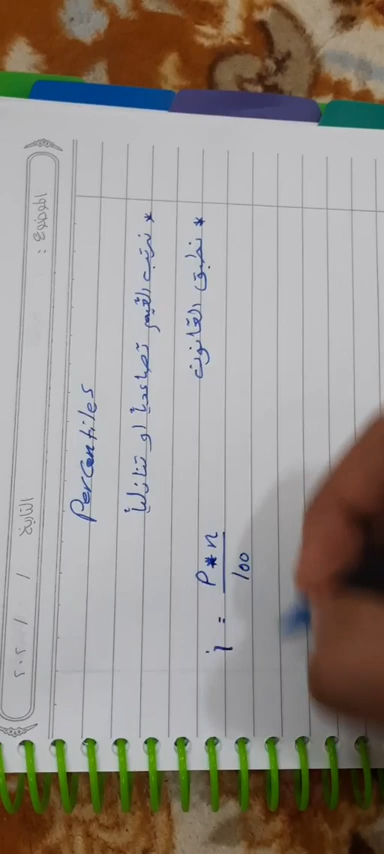 الموضوع :
التاريخ / / ٢٠٢
Percentiles
* نرتب القيم تصاعدياً او تنازلياً
* نطبق القانون
i = P * n
100